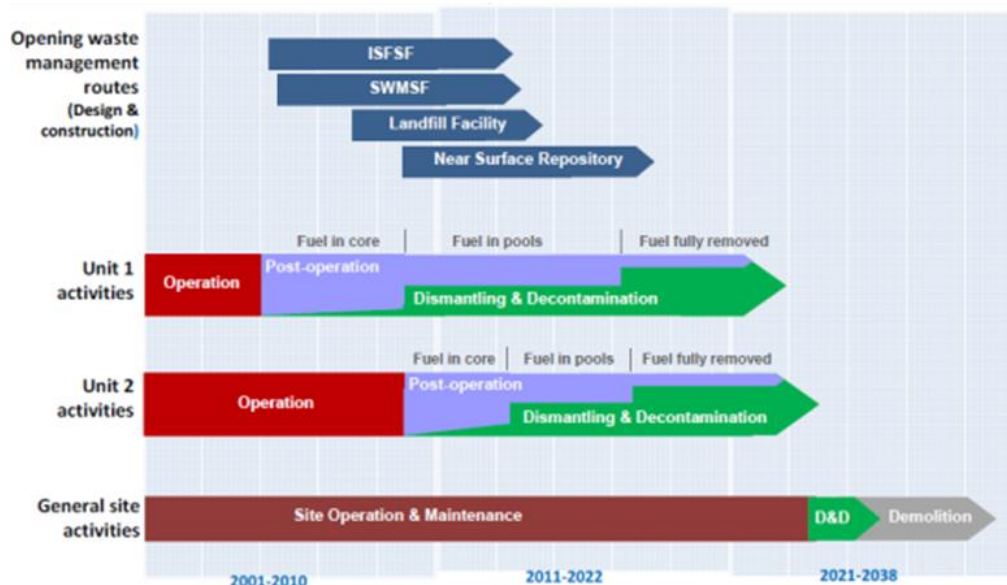 Opening waste
management
routes
(Design &
construction)
ISFSF
SWMSF
Landfill Facility
Near Surface Repository
Fuel in core
Fuel in pools
Fuel fully removed
Unit 1
activities
Operation
Post-operation
Dismantling & Decontamination
Fuel in core
Fuel in pools
Fuel fully removed
Unit 2
activities
Operation
Post-operation
Dismantling & Decontamination
General site
activities
Site Operation & Maintenance
D&D
Demolition
2001-2010
2011-2022
2021-2038